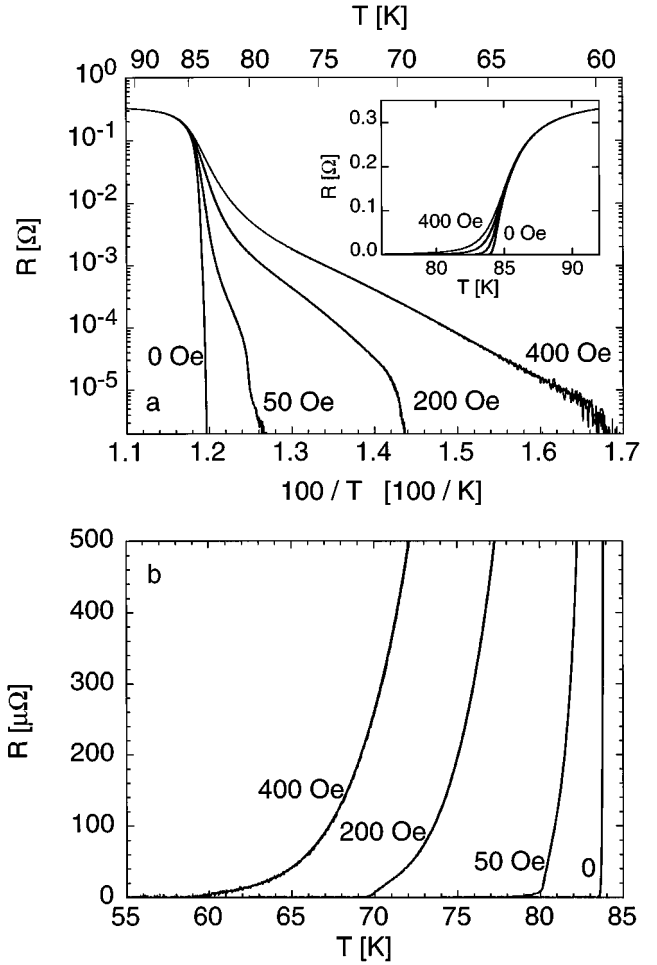 T [K]
90 85 80 75 70 65 60
10^0
10^-1
10^-2
10^-3
10^-4
10^-5
R [Ω]
0.3
0.2
0.1
0.0
R [Ω]
400 Oe
0 Oe
80 85 90
T [K]
0 Oe
50 Oe
200 Oe
400 Oe
a
1.1 1.2 1.3 1.4 1.5 1.6 1.7
100 / T [100 / K]
500
400
300
200
100
0
R [μΩ]
b
400 Oe
200 Oe
50 Oe
0
55 60 65 70 75 80 85
T [K]